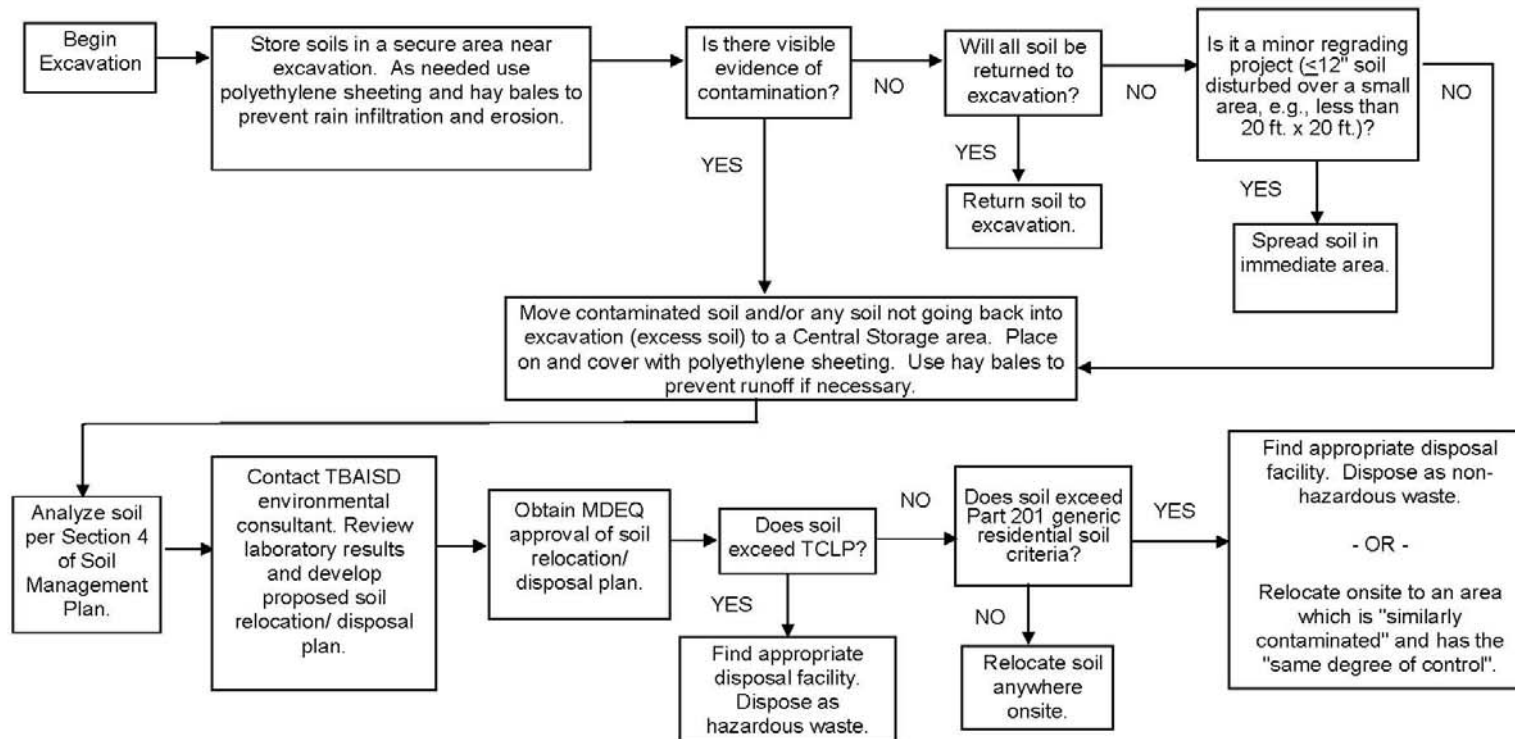 Begin
Excavation
Store soils in a secure area near
excavation. As needed use
polyethylene sheeting and hay bales to
prevent rain infiltration and erosion.
Is there visible
evidence of
contamination?
NO
YES
Will all soil be
returned to
excavation?
NO
YES
Return soil to
excavation.
Is it a minor regrading
project (≤12" soil
disturbed over a small
area, e.g., less than
20 ft. x 20 ft.)?
NO
YES
Spread soil in
immediate area.
Move contaminated soil and/or any soil not going back into
excavation (excess soil) to a Central Storage area. Place
on and cover with polyethylene sheeting. Use hay bales to
prevent runoff if necessary.
Analyze soil
per Section 4
of Soil
Management
Plan.
Contact TBAISD
environmental
consultant. Review
laboratory results
and develop
proposed soil
relocation/ disposal
plan.
Obtain MDEQ
approval of soil
relocation/
disposal plan.
Does soil
exceed TCLP?
NO
YES
Find appropriate
disposal facility.
Dispose as
hazardous waste.
Does soil exceed
Part 201 generic
residential soil
criteria?
YES
NO
Relocate soil
anywhere
onsite.
Find appropriate disposal
facility. Dispose as non-
hazardous waste.
- OR -
Relocate onsite to an area
which is "similarly
contaminated" and has the
"same degree of control".